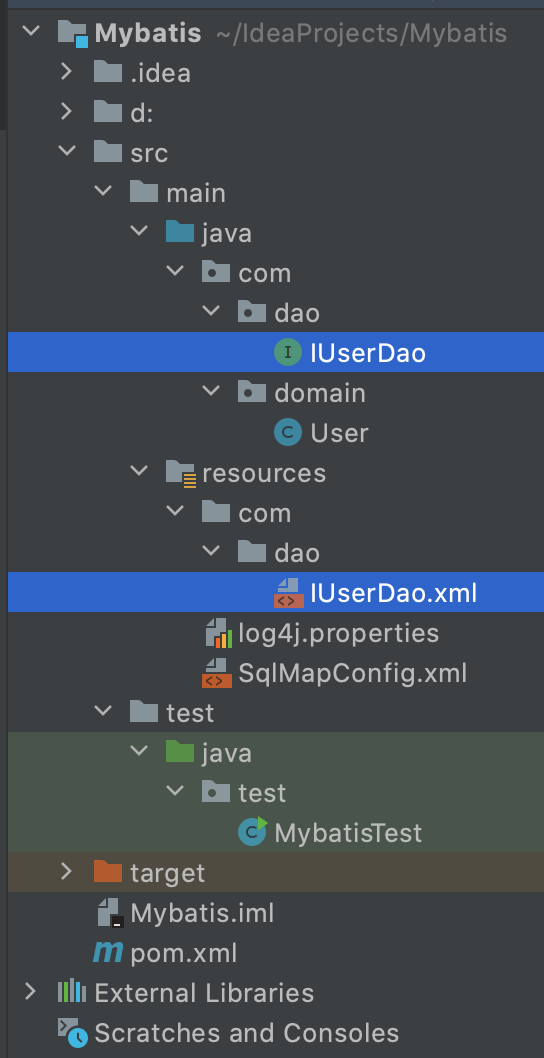 Mybatis ~/IdeaProjects/Mybatis
.idea
d:
src
main
java
com
dao
IUserDao
domain
User
resources
com
dao
IUserDao.xml
log4j.properties
SqlMapConfig.xml
test
java
test
MybatisTest
target
Mybatis.iml
pom.xml
External Libraries
Scratches and Consoles